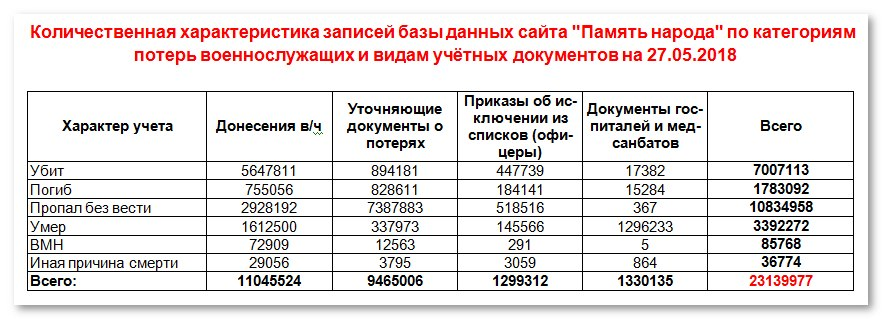 Количественная характеристика записей базы данных сайта "Память народа" по категориям
потерь военнослужащих и видам учётных документов на 27.05.2018
Характер учета Донесения в/ч Уточняющие документы о потерях Приказы об ис-ключении из списков (офи-церы) Документы гос-питалей и мед-санбатов Всего
Убит 5647811 894181 447739 17382 7007113
Погиб 755056 828611 184141 15284 1783092
Пропал без вести 2928192 7387883 518516 367 10834958
Умер 1612500 337973 145566 1296233 3392272
ВМН 72909 12563 291 5 85768
Иная причина смерти 29056 3795 3059 864 36774
Всего: 11045524 9465006 1299312 1330135 23139977